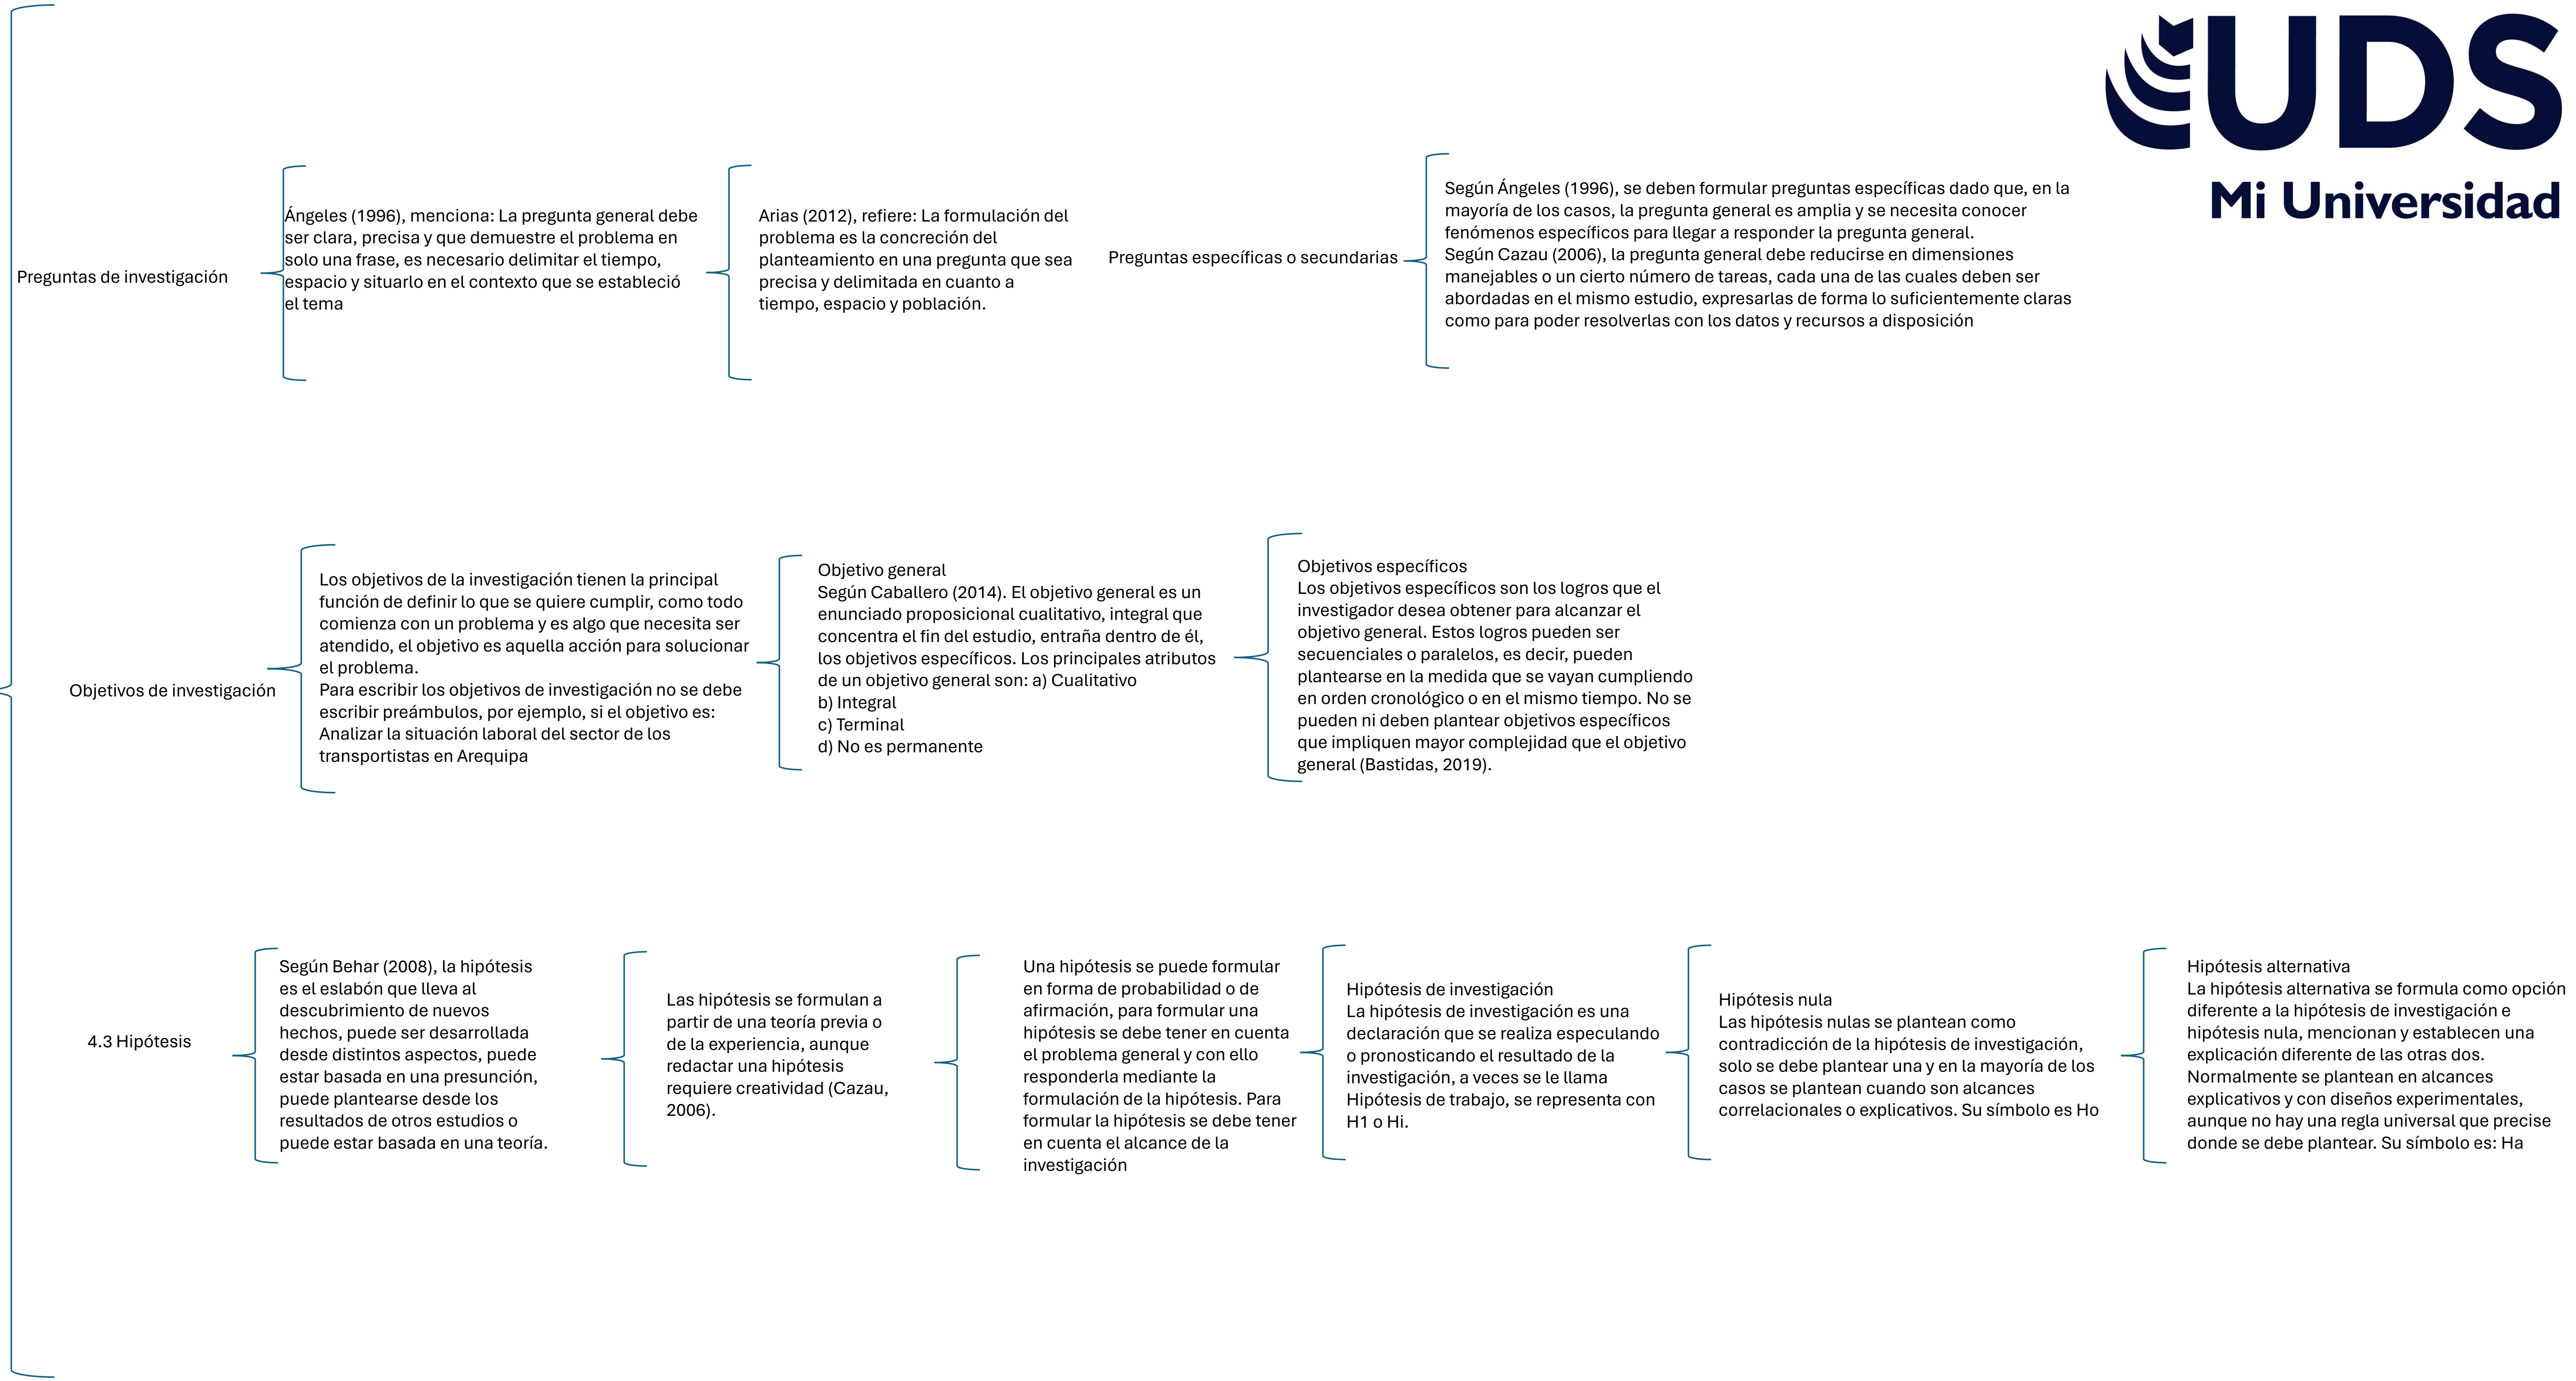 UDS
Mi Universidad
Preguntas de investigación
Ángeles (1996), menciona: La pregunta general debe
ser clara, precisa y que demuestre el problema en
solo una frase, es necesario delimitar el tiempo,
espacio y situarlo en el contexto que se estableció
el tema
Arias (2012), refiere: La formulación del
problema es la concreción del
planteamiento en una pregunta que sea
precisa y delimitada en cuanto a
tiempo, espacio y población.
Preguntas específicas o secundarias
Según Ángeles (1996), se deben formular preguntas específicas dado que, en la
mayoría de los casos, la pregunta general es amplia y se necesita conocer
fenómenos específicos para llegar a responder la pregunta general.
Según Cazau (2006), la pregunta general debe reducirse en dimensiones
manejables o un cierto número de tareas, cada una de las cuales deben ser
abordadas en el mismo estudio, expresarlas de forma lo suficientemente claras
como para poder resolverlas con los datos y recursos a disposición
Objetivos de investigación
Los objetivos de la investigación tienen la principal
función de definir lo que se quiere cumplir, como todo
comienza con un problema y es algo que necesita ser
atendido, el objetivo es aquella acción para solucionar
el problema.
Para escribir los objetivos de investigación no se debe
escribir preámbulos, por ejemplo, si el objetivo es:
Analizar la situación laboral del sector de los
transportistas en Arequipa
Objetivo general
Según Caballero (2014). El objetivo general es un
enunciado proposicional cualitativo, integral que
concentra el fin del estudio, entraña dentro de él,
los objetivos específicos. Los principales atributos
de un objetivo general son: a) Cualitativo
b) Integral
c) Terminal
d) No es permanente
Objetivos específicos
Los objetivos específicos son los logros que el
investigador desea obtener para alcanzar el
objetivo general. Estos logros pueden ser
secuenciales o paralelos, es decir, pueden
plantearse en la medida que se vayan cumpliendo
en orden cronológico o en el mismo tiempo. No se
pueden ni deben plantear objetivos específicos
que impliquen mayor complejidad que el objetivo
general (Bastidas, 2019).
4.3 Hipótesis
Según Behar (2008), la hipótesis
es el eslabón que lleva al
descubrimiento de nuevos
hechos, puede ser desarrollada
desde distintos aspectos, puede
estar basada en una presunción,
puede plantearse desde los
resultados de otros estudios o
puede estar basada en una teoría.
Las hipótesis se formulan a
partir de una teoría previa o
de la experiencia, aunque
redactar una hipótesis
requiere creatividad (Cazau,
2006).
Una hipótesis se puede formular
en forma de probabilidad o de
afirmación, para formular una
hipótesis se debe tener en cuenta
el problema general y con ello
responderla mediante la
formulación de la hipótesis. Para
formular la hipótesis se debe tener
en cuenta el alcance de la
investigación
Hipótesis de investigación
La hipótesis de investigación es una
declaración que se realiza especulando
o pronosticando el resultado de la
investigación, a veces se le llama
Hipótesis de trabajo, se representa con
H1 o Hi.
Hipótesis nula
Las hipótesis nulas se plantean como
contradicción de la hipótesis de investigación,
solo se debe plantear una y en la mayoría de los
casos se plantean cuando son alcances
correlacionales o explicativos. Su símbolo es Ho
Hipótesis alternativa
La hipótesis alternativa se formula como opción
diferente a la hipótesis de investigación e
hipótesis nula, mencionan y establecen una
explicación diferente de las otras dos.
Normalmente se plantean en alcances
explicativos y con diseños experimentales,
aunque no hay una regla universal que precise
donde se debe plantear. Su símbolo es: Ha